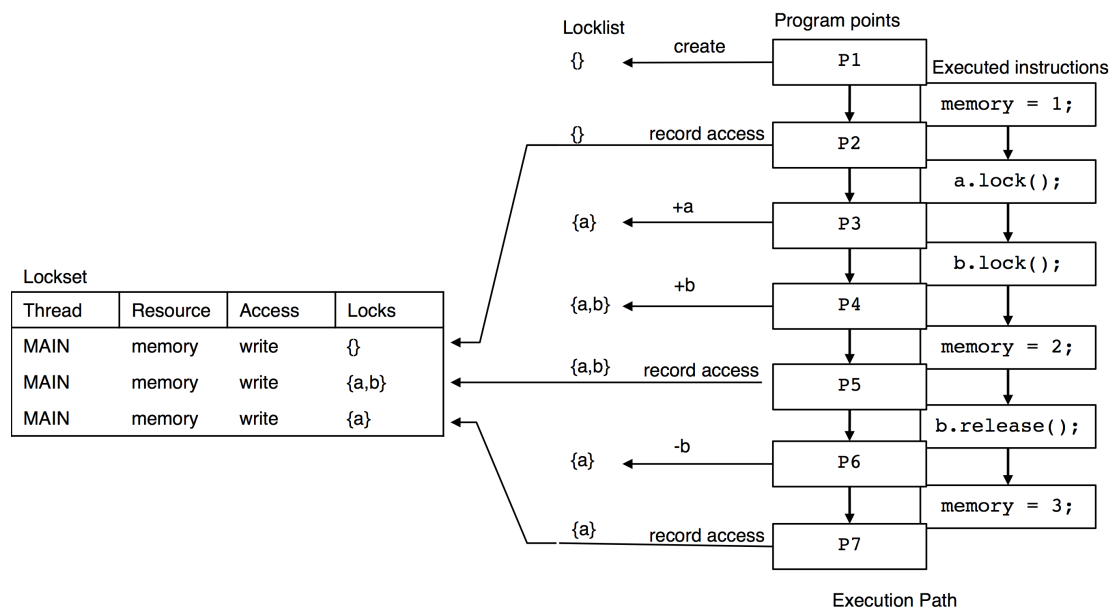 Program points
Locklist
create
{}
P1
Executed instructions
memory = 1;
{}
record access
P2
a.lock();
+a
{a}
P3
b.lock();
Lockset
+b
{a,b}
P4
Thread Resource Access Locks
MAIN memory write {}
memory = 2;
{a,b}
record access
P5
MAIN memory write {a,b}
MAIN memory write {a}
b.release();
-b
{a}
P6
memory = 3;
{a}
record access
P7
Execution Path